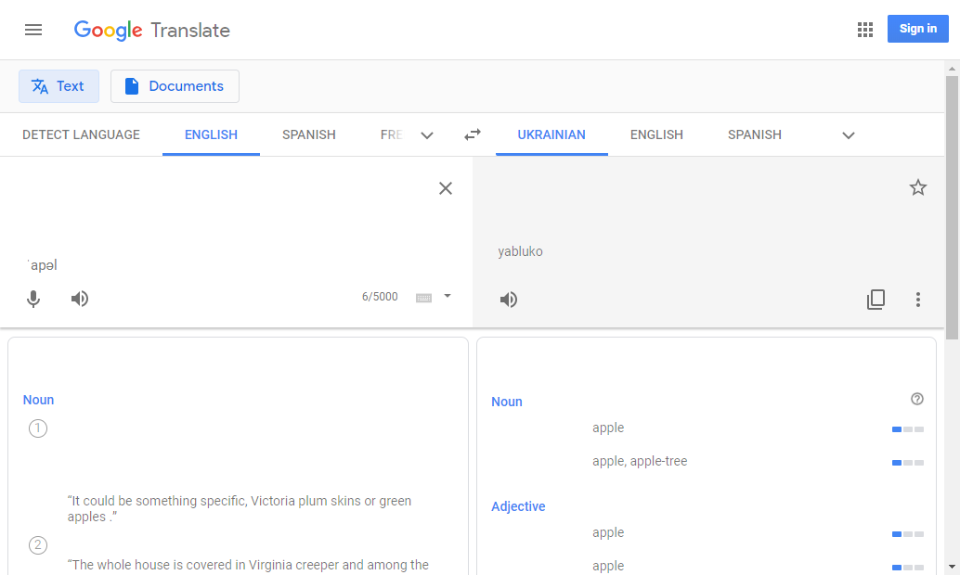 Google Translate
Sign in
Text
Documents
DETECT LANGUAGE
ENGLISH
SPANISH
FRE
UKRAINIAN
ENGLISH
SPANISH
ˈapəl
6/5000
yabluko
Noun
1
“It could be something specific, Victoria plum skins or green
apples .”
2
“The whole house is covered in Virginia creeper and among the
Noun
apple
apple, apple-tree
Adjective
apple
apple